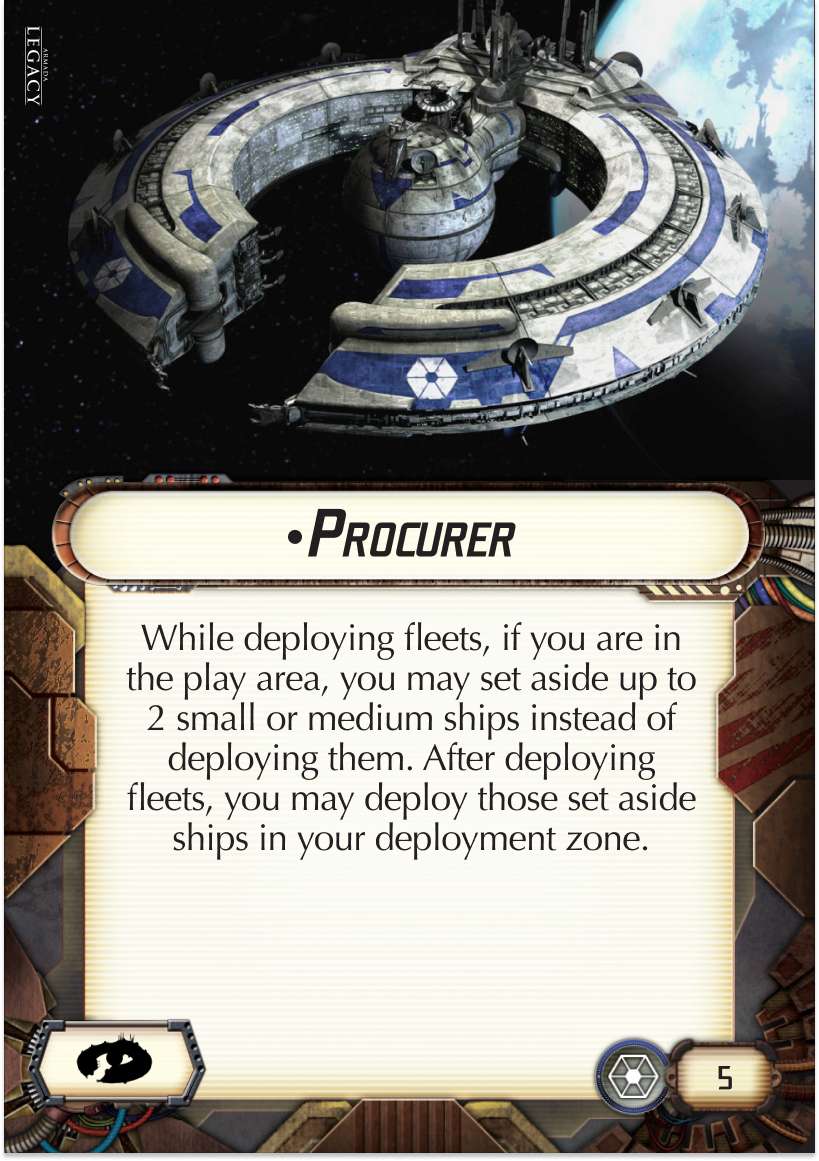 ARMADA
LEGACY
•PROCURER
While deploying fleets, if you are in
the play area, you may set aside up to
2 small or medium ships instead of
deploying them. After deploying
fleets, you may deploy those set aside
ships in your deployment zone.
5